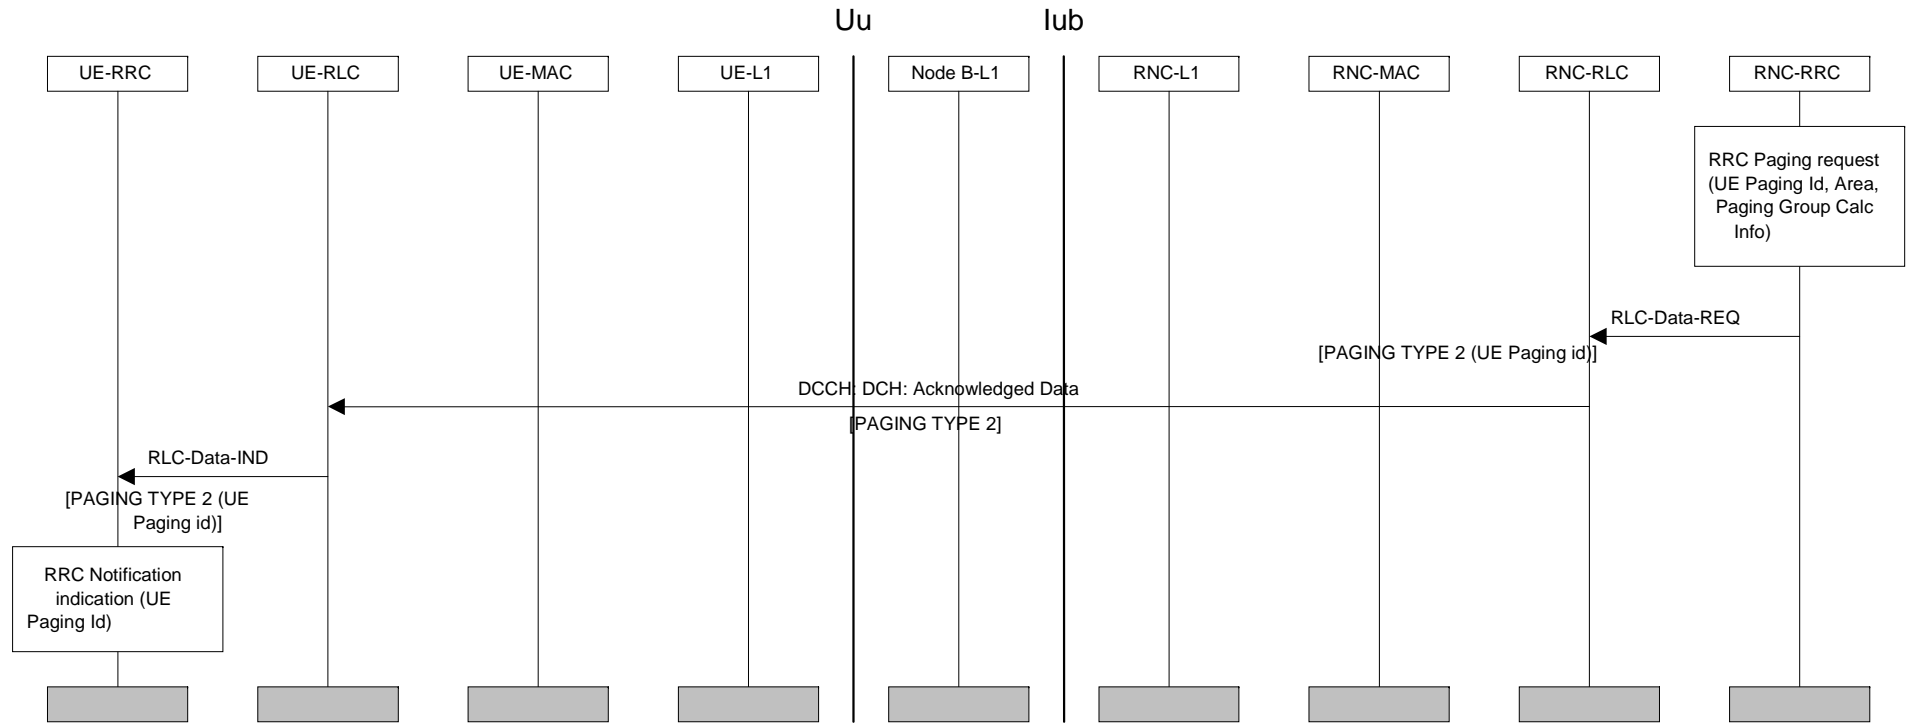 Uu
Iub
UE-RRC
UE-RLC
UE-MAC
UE-L1
Node B-L1
RNC-L1
RNC-MAC
RNC-RLC
RNC-RRC
RRC Paging request
(UE Paging Id, Area,
Paging Group Calc
Info)
RLC-Data-REQ
[PAGING TYPE 2 (UE Paging id)]
DCCH: DCH: Acknowledged Data
[PAGING TYPE 2]
RLC-Data-IND
[PAGING TYPE 2 (UE
Paging id)]
RRC Notification
indication (UE
Paging Id)